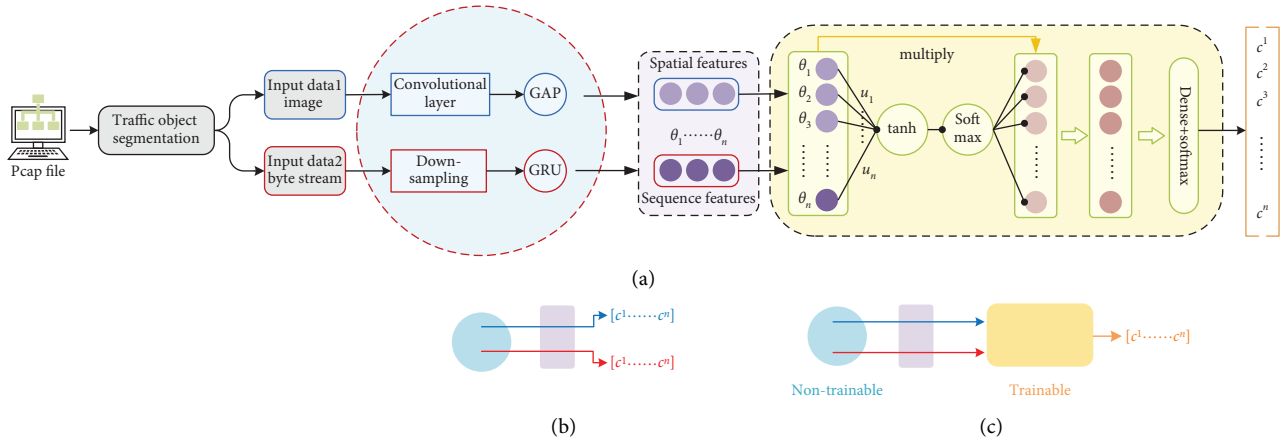 Pcap file
Traffic object
segmentation
Input data1
image
Input data2
byte stream
Convolutional
layer
GAP
Down-
sampling
GRU
Spatial features
θ1······θn
Sequence features
multiply
θ1
θ2
θ3
θn
u1
un
tanh
Soft
max
Dense+softmax
c¹
c²
c³
cⁿ
(a)
[c¹······cⁿ]
[c¹······cⁿ]
(b)
[c¹······cⁿ]
Non-trainable
Trainable
(c)